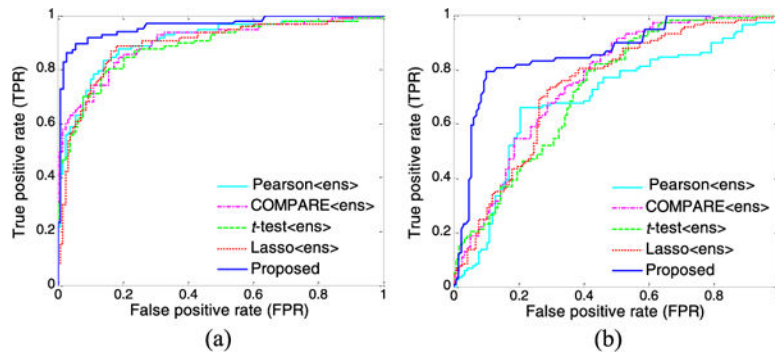 1
0.8
0.6
0.4
0.2
0
True positive rate (TPR)
Pearson<ens>
COMPARE<ens>
t-test<ens>
Lasso<ens>
Proposed
0.2
0.4
0.6
0.8
1
False positive rate (FPR)
(a)
1
0.8
0.6
0.4
0.2
0
True positive rate (TPR)
Pearson<ens>
COMPARE<ens>
t-test<ens>
Lasso<ens>
Proposed
0
0.2
0.4
0.6
0.8
False positive rate (FPR)
(b)